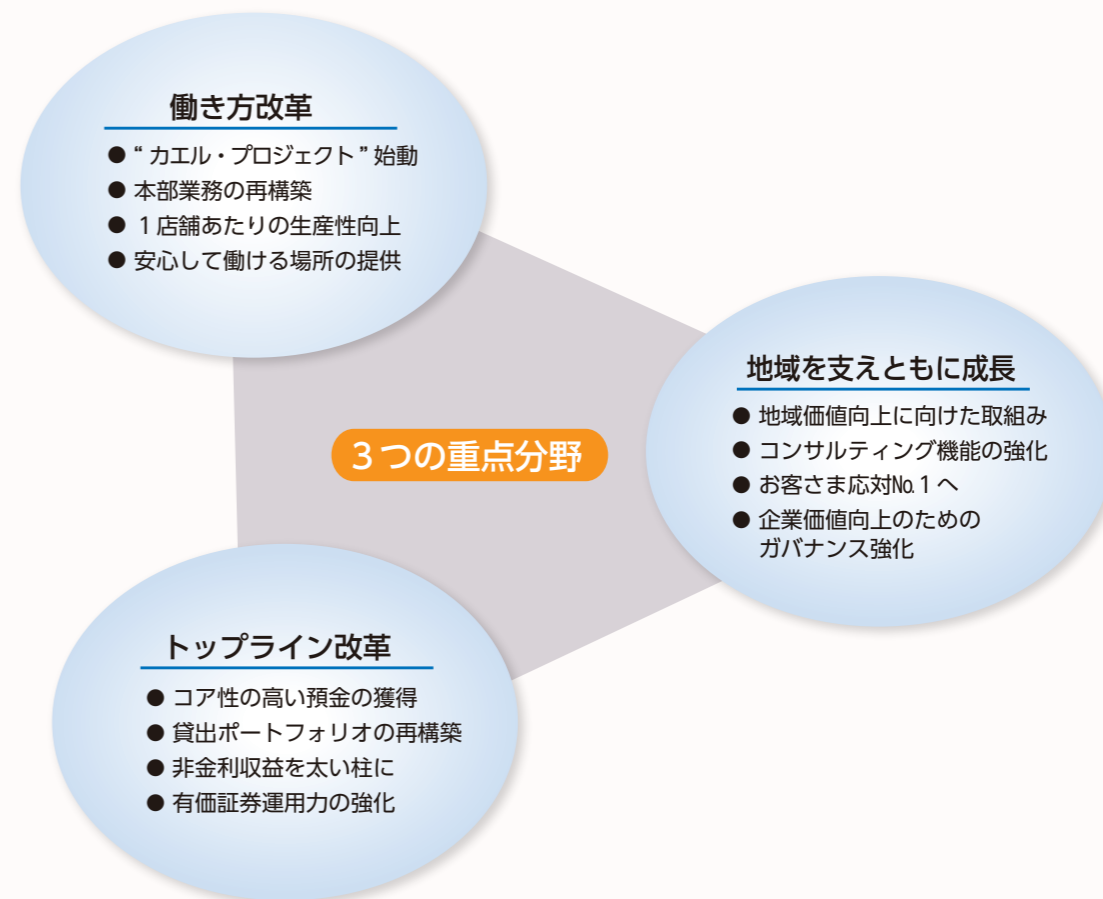 働き方改革
● “カエル・プロジェクト”始動
● 本部業務の再構築
● 1店舗あたりの生産性向上
● 安心して働ける場所の提供
3つの重点分野
地域を支えともに成長
● 地域価値向上に向けた取組み
● コンサルティング機能の強化
● お客さま応対№1へ
● 企業価値向上のための
ガバナンス強化
トップライン改革
● コア性の高い預金の獲得
● 貸出ポートフォリオの再構築
● 非金利収益を太い柱に
● 有価証券運用力の強化